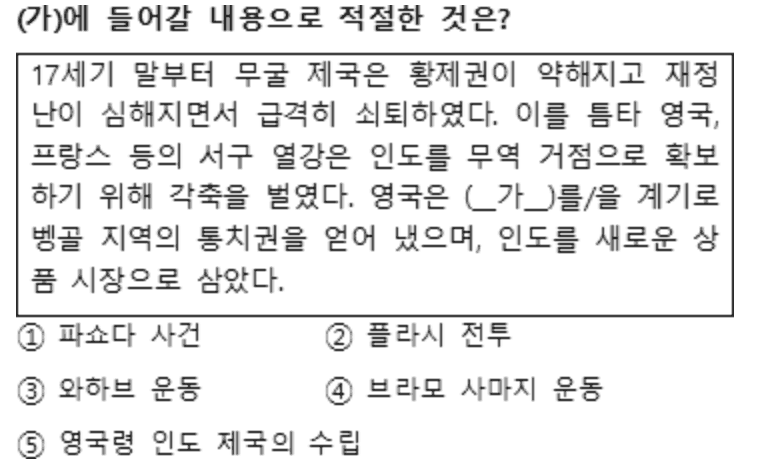 (가)에 들어갈 내용으로 적절한 것은?
17세기 말부터 무굴 제국은 황제권이 약해지고 재정
난이 심해지면서 급격히 쇠퇴하였다. 이를 틈타 영국,
프랑스 등의 서구 열강은 인도를 무역 거점으로 확보
하기 위해 각축을 벌였다. 영국은 (_가_)를/을 계기로
벵골 지역의 통치권을 얻어 냈으며, 인도를 새로운 상
품 시장으로 삼았다.
① 파쇼다 사건 ② 플라시 전투
③ 와하브 운동 ④ 브라모 사마지 운동
⑤ 영국령 인도 제국의 수립